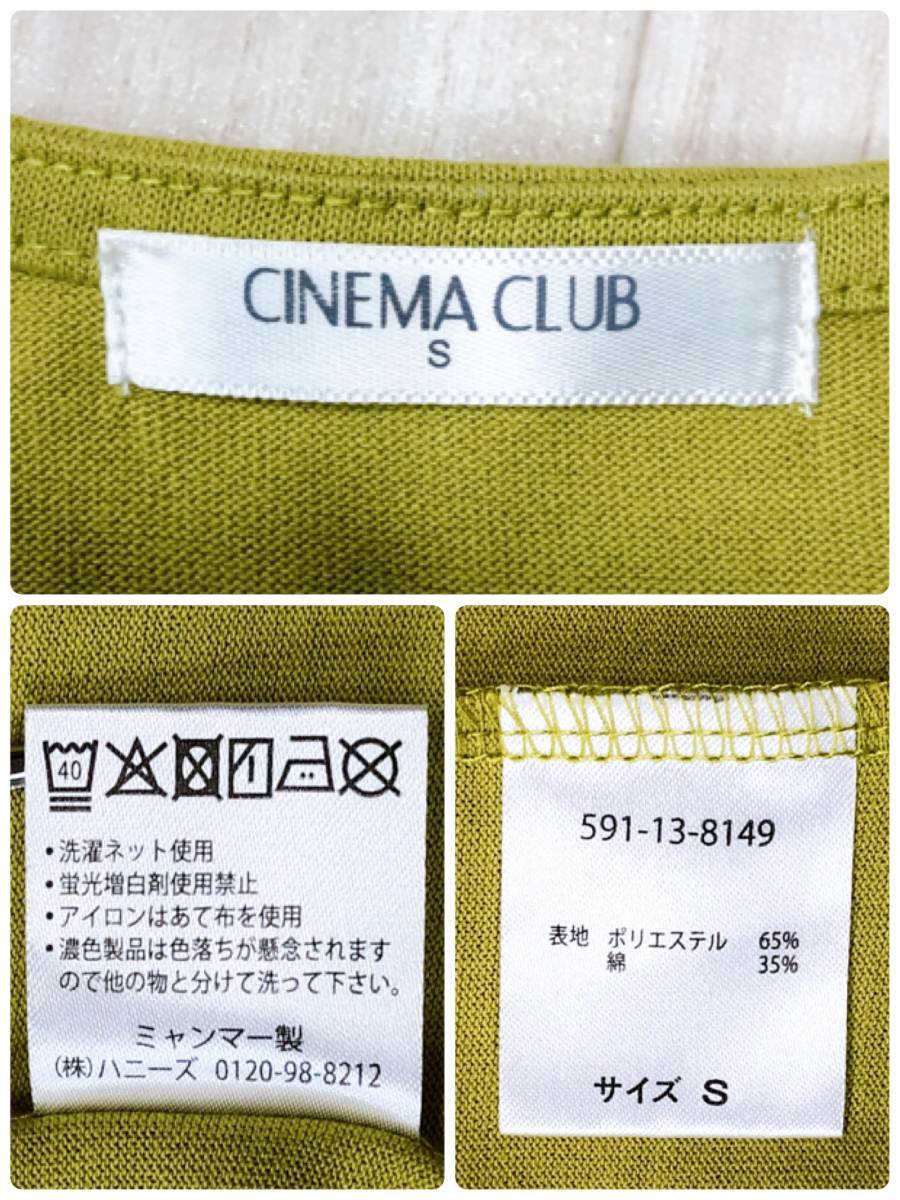 CINEMA CLUB
S
40
•洗濯ネット使用
•蛍光増白剤使用禁止
•アイロンはあて布を使用
•濃色製品は色落ちが懸念されます
ので他の物と分けて洗って下さい。
ミャンマー製
(株)ハニーズ 0120-98-8212
591-13-8149
表地 ポリエステル 65%
綿 35%
サイズ S